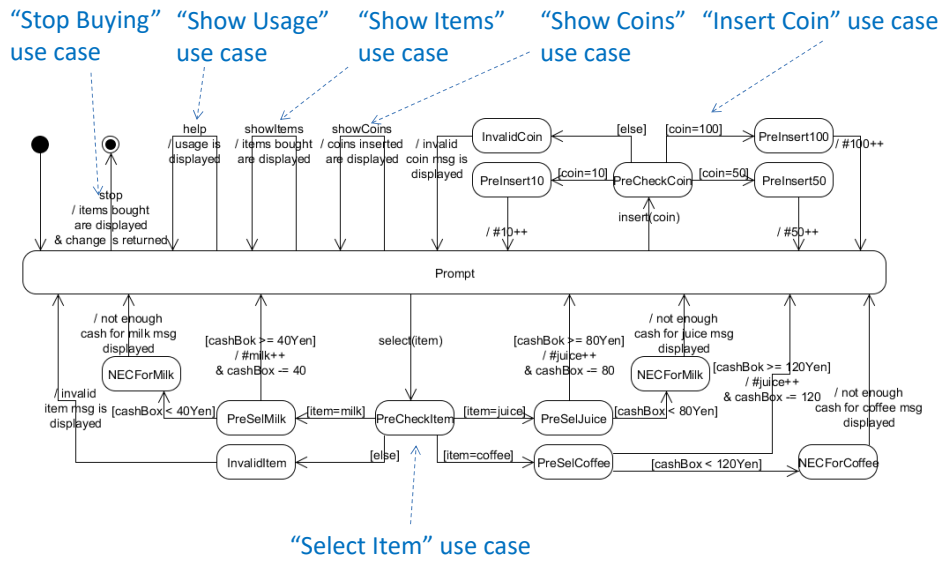 “Stop Buying”
use case
“Show Usage”
use case
“Show Items”
use case
“Show Coins”
use case
“Insert Coin” use case
help
/ usage is
displayed
showItems
/ items bought
are displayed
showCoins
/ coins inserted
are displayed
/ invalid
coin msg is
displayed
InvalidCoin
[else]
[coin=100]
PreInsert100
/ #100++
PreInsert10
[coin=10]
PreCheckCoin
[coin=50]
PreInsert50
stop
/ items bought
are displayed
& change is returned
/ #10++
insert(coin)
/ #50++
Prompt
/ not enough
cash for milk msg
displayed
[cashBok >= 40Yen]
/ #milk++
& cashBox -= 40
select(item)
[cashBok >= 80Yen]
/ #juice++
& cashBox -= 80
/ not enough
cash for juice msg
displayed
[cashBok >= 120Yen]
/ #juice++
& cashBox -= 120
NECForMilk
NECForMilk
/ invalid
item msg is
displayed
[cashBox < 40Yen]
PreSelMilk
[item=milk]
PreCheckItem
[item=juice]
PreSelJuice
[cashBox < 80Yen]
/ not enough
cash for coffee msg
displayed
InvalidItem
[else]
[item=coffee]
PreSelCoffee
[cashBox < 120Yen]
NECForCoffee
“Select Item” use case